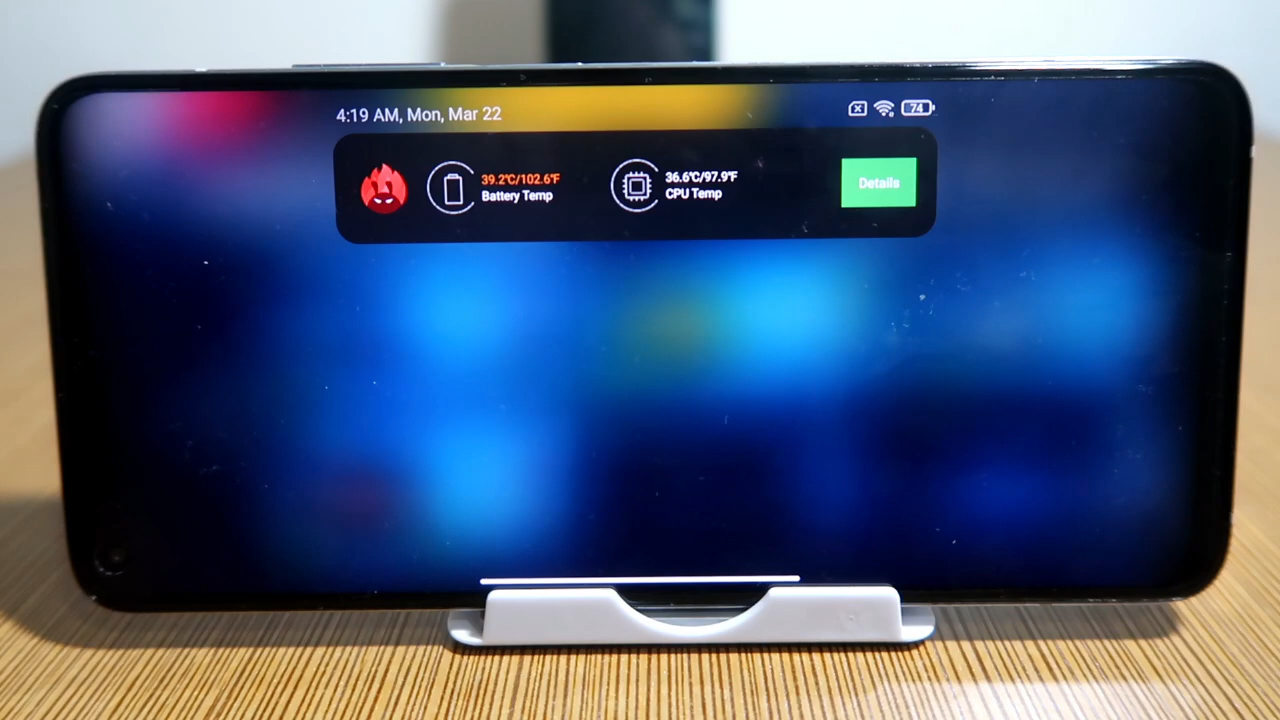 4:19 AM, Mon, Mar 22
74
39.2℃/102.6℉
Battery Temp
36.6℃/97.9℉
CPU Temp
Details